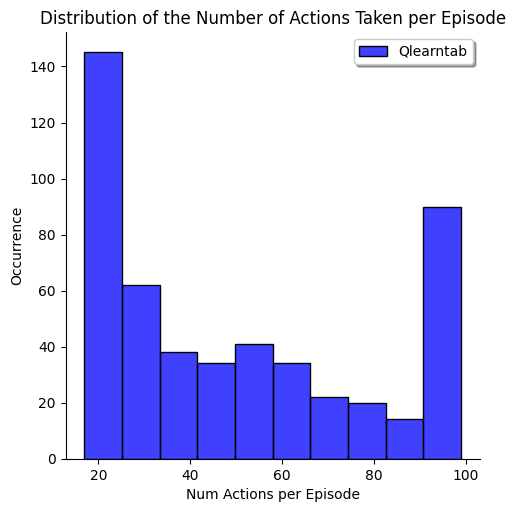 Distribution of the Number of Actions Taken per Episode
Qlearntab
140
120
100
80
60
40
20
0
Occurrence
20 40 60 80 100
Num Actions per Episode